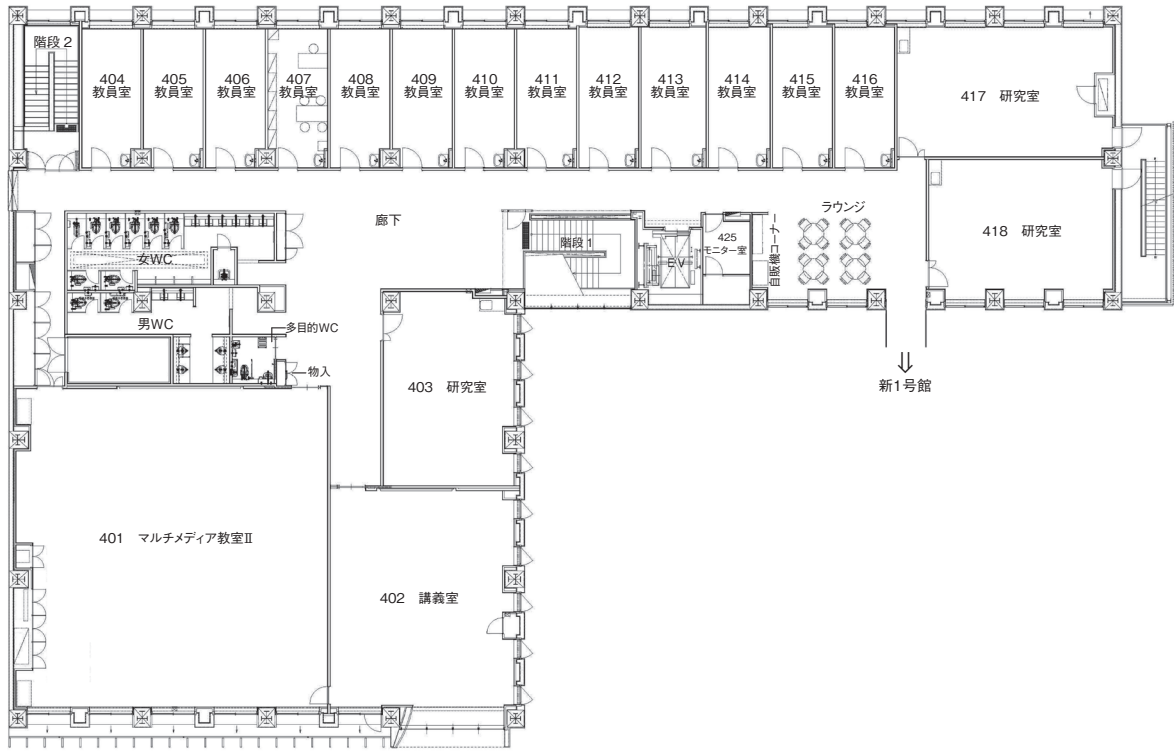 階段2
404
教員室
405
教員室
406
教員室
407
教員室
408
教員室
409
教員室
410
教員室
411
教員室
412
教員室
413
教員室
414
教員室
415
教員室
416
教員室
417 研究室
418 研究室
ラウンジ
自販機コーナー
425
モニター室
EV
階段1
廊下
女WC
男WC
多目的WC
物入
403 研究室
新1号館
401 マルチメディア教室Ⅱ
402 講義室